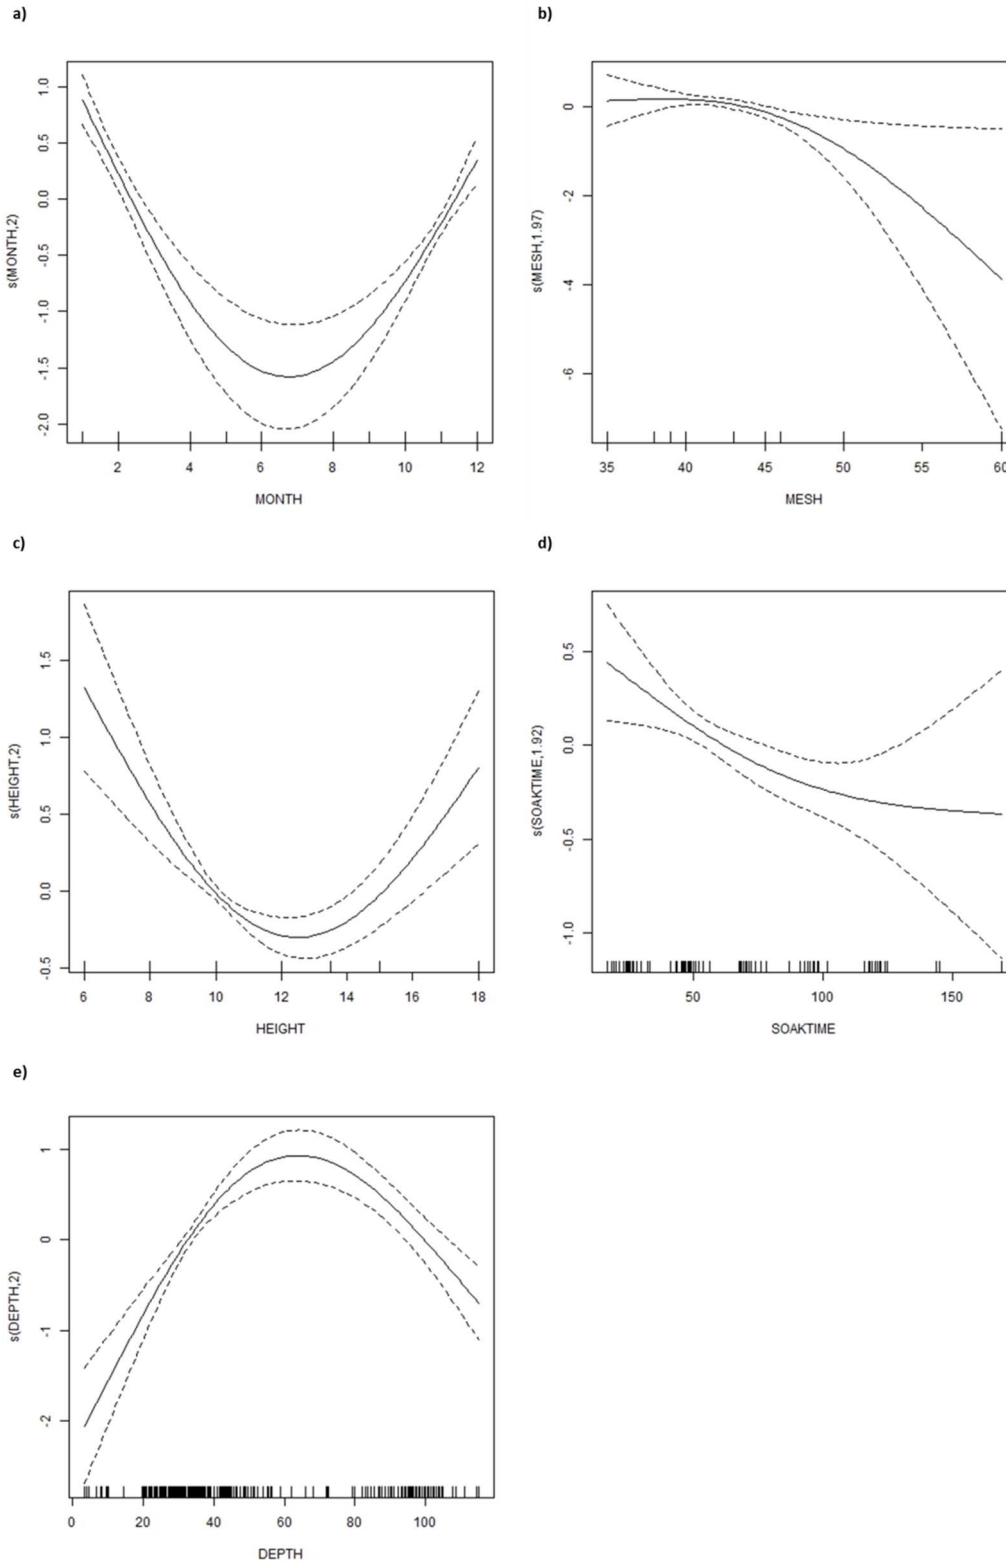 a)
1.0
0.5
0.0
-0.5
-1.0
-1.5
-2.0
s(MONTH,2)
2 4 6 8 10 12
MONTH
b)
0
-2
-4
-6
s(MESH,1.97)
35 40 45 50 55 60
MESH
c)
1.5
1.0
0.5
0.0
-0.5
s(HEIGHT,2)
6 8 10 12 14 16 18
HEIGHT
d)
0.5
0.0
-0.5
-1.0
s(SOAKTIME,1.92)
50 100 150
SOAKTIME
e)
1
0
-1
-2
s(DEPTH,2)
0 20 40 60 80 100
DEPTH